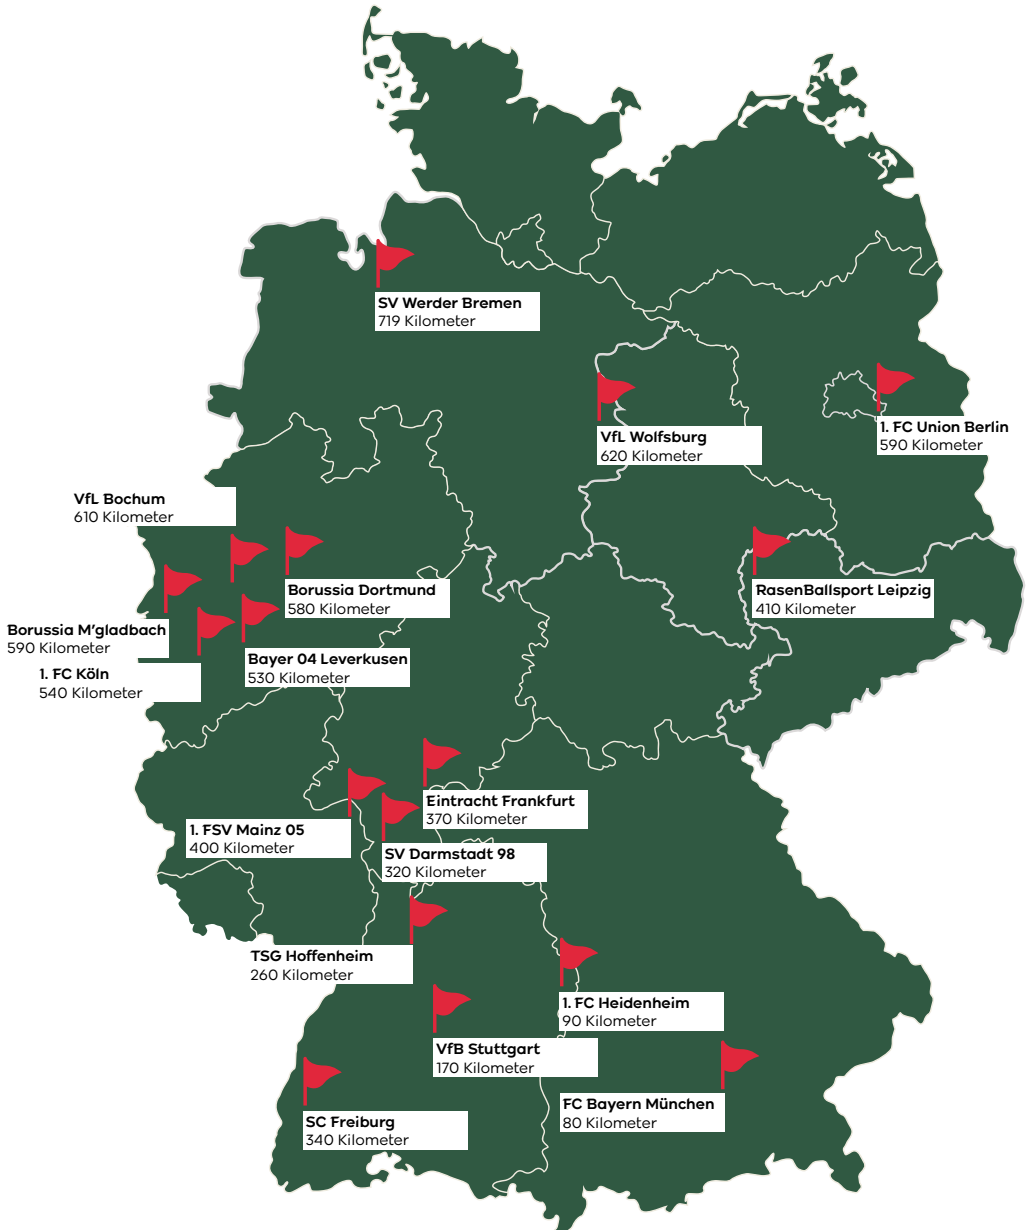 SV Werder Bremen
719 Kilometer
VfL Wolfsburg
620 Kilometer
1. FC Union Berlin
590 Kilometer
VfL Bochum
610 Kilometer
Borussia Dortmund
580 Kilometer
RasenBallsport Leipzig
410 Kilometer
Borussia M'gladbach
590 Kilometer
Bayer 04 Leverkusen
530 Kilometer
1. FC Köln
540 Kilometer
Eintracht Frankfurt
370 Kilometer
1. FSV Mainz 05
400 Kilometer
SV Darmstadt 98
320 Kilometer
TSG Hoffenheim
260 Kilometer
1. FC Heidenheim
90 Kilometer
VfB Stuttgart
170 Kilometer
FC Bayern München
80 Kilometer
SC Freiburg
340 Kilometer